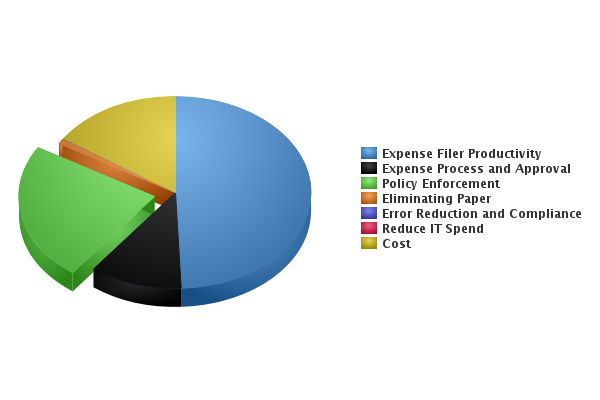 Expense Filer Productivity
Expense Process and Approval
Policy Enforcement
Eliminating Paper
Error Reduction and Compliance
Reduce IT Spend
Cost